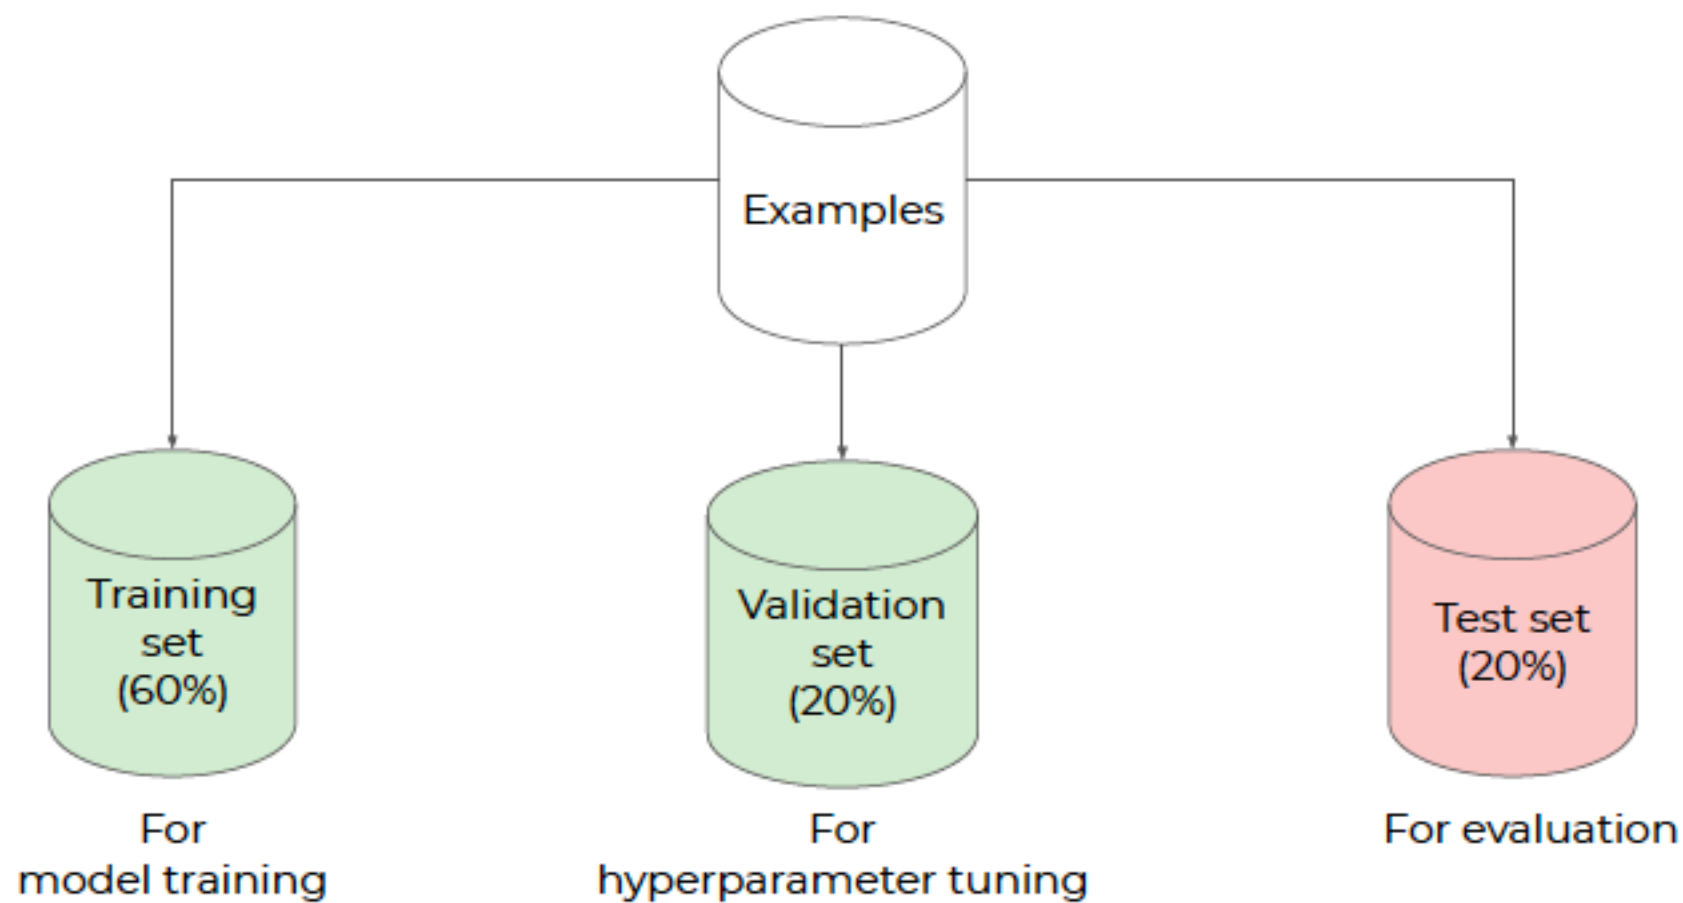 Examples
Training
set
(60%)
For
model training
Validation
set
(20%)
For
hyperparameter tuning
Test set
(20%)
For evaluation